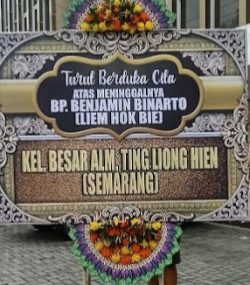 Turut Berduka Cita
ATAS MENINGGALNYA
BP. BENJAMIN BINARTO
(LIEM HOK BIE)
KEL. BESAR ALM, TING LIONG HIEN
(SEMARANG)